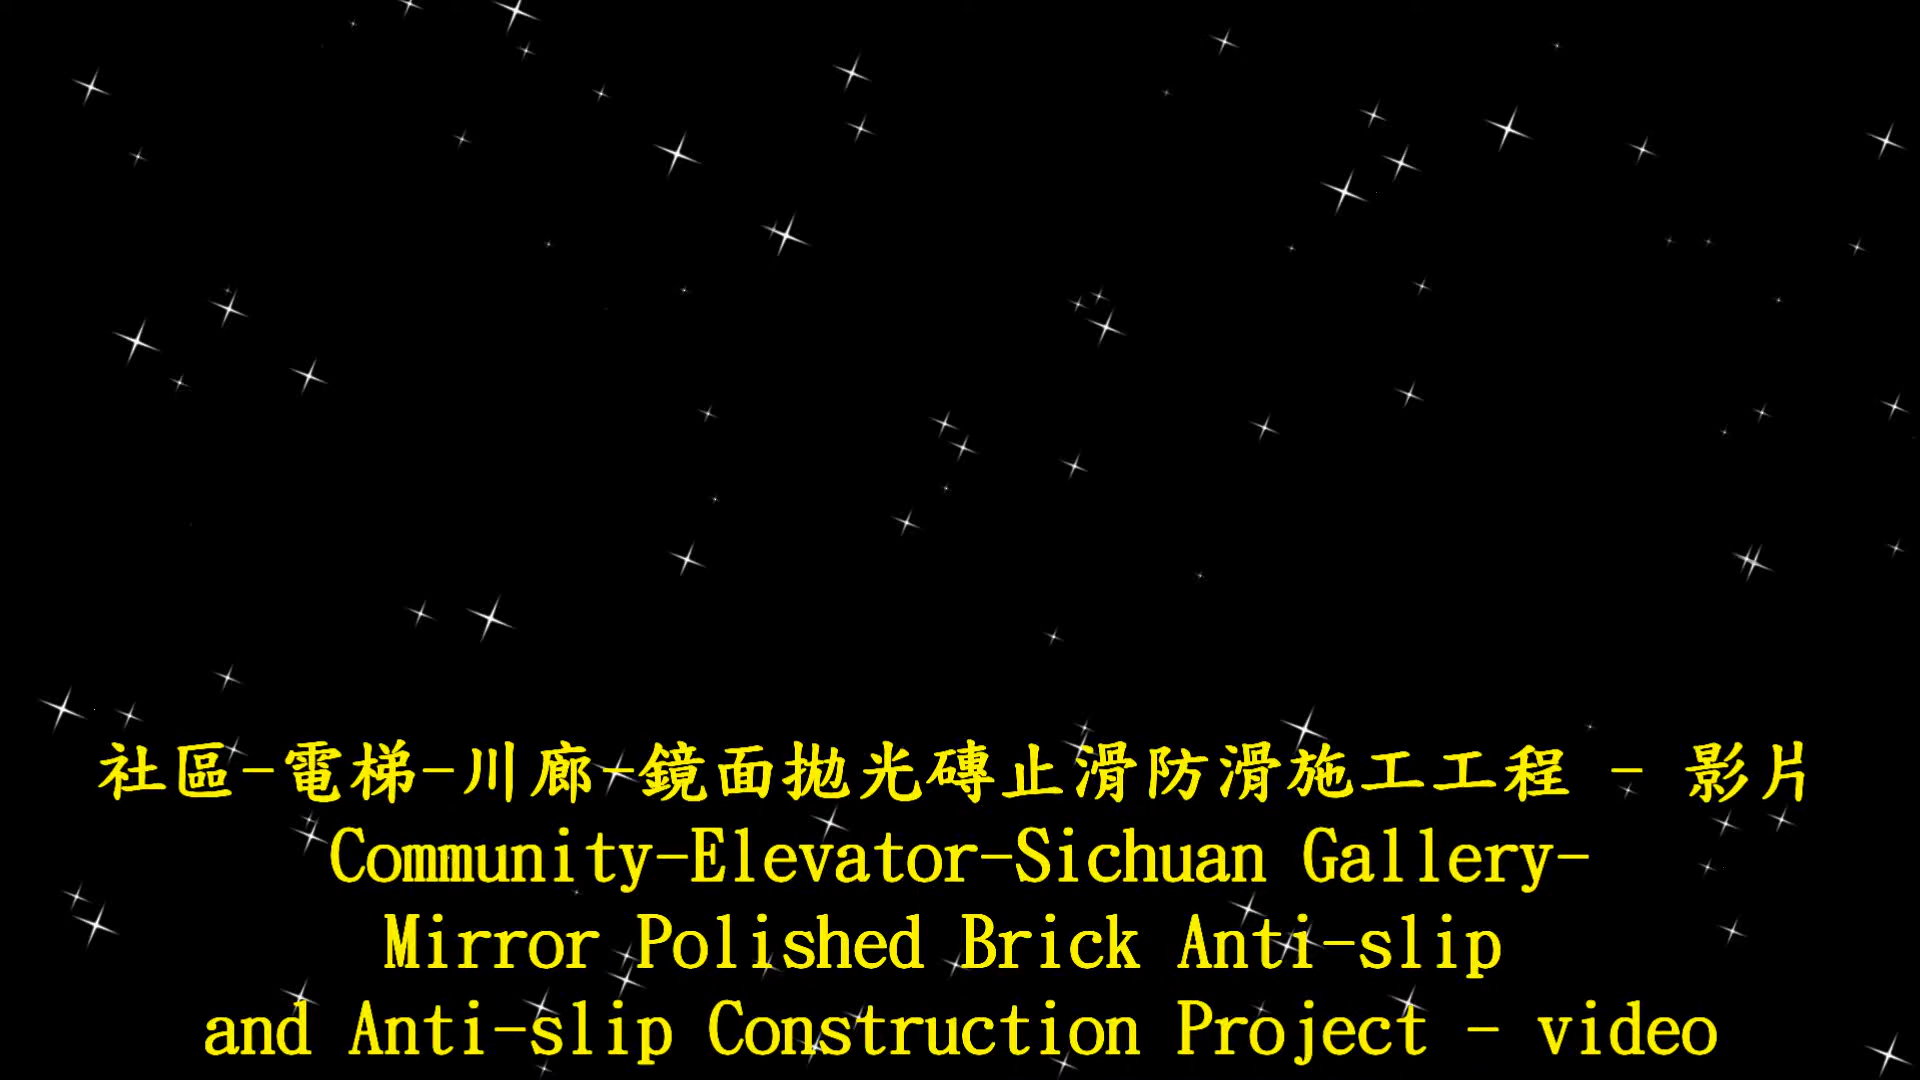 社區-電梯-川廊-鏡面拋光磚止滑防滑施工工程 - 影片
Community-Elevator-Sichuan Gallery-
Mirror Polished Brick Anti-slip
and Anti-slip Construction Project - video